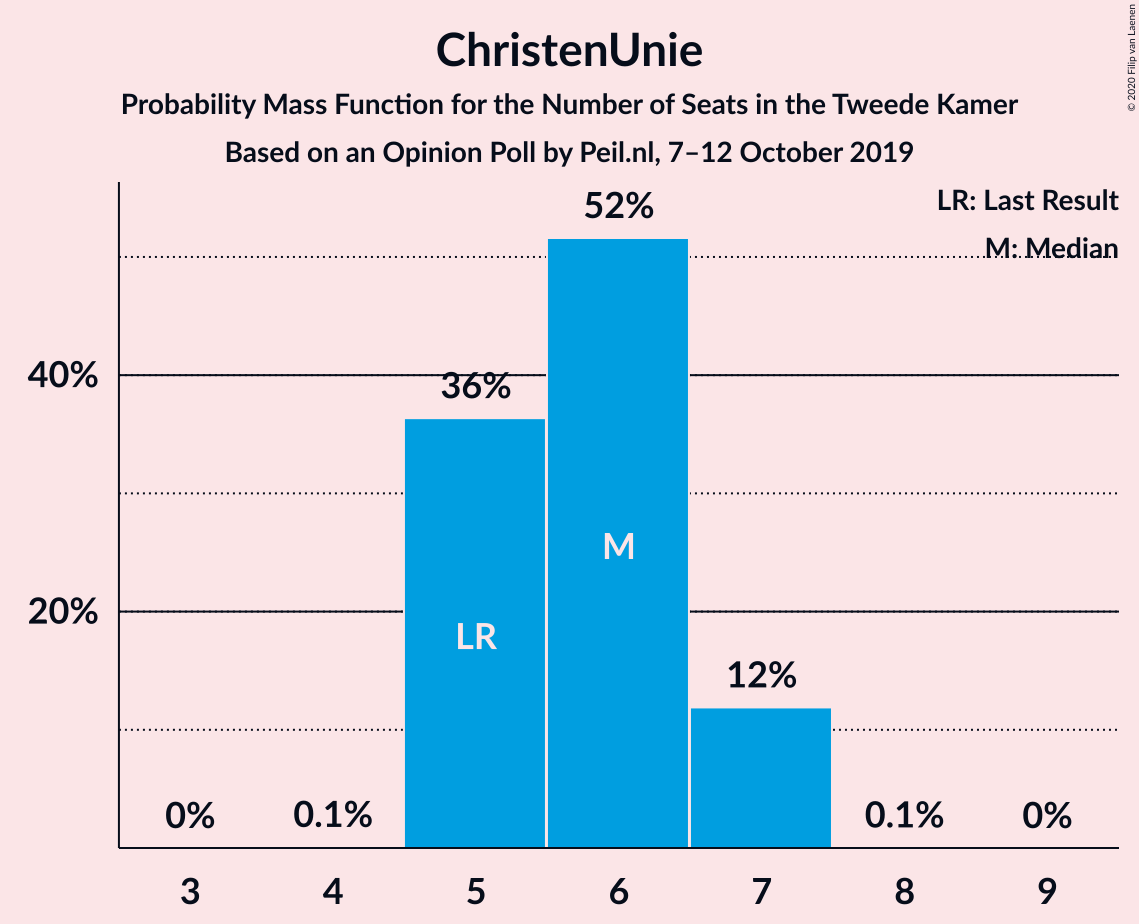 ChristenUnie
Probability Mass Function for the Number of Seats in the Tweede Kamer
Based on an Opinion Poll by Peil.nl, 7–12 October 2019
© 2020 Filip van Laenen
LR: Last Result
M: Median
52%
40%
36%
M
20%
LR
12%
0%
0.1%
0.1%
0%
3 4 5 6 7 8 9